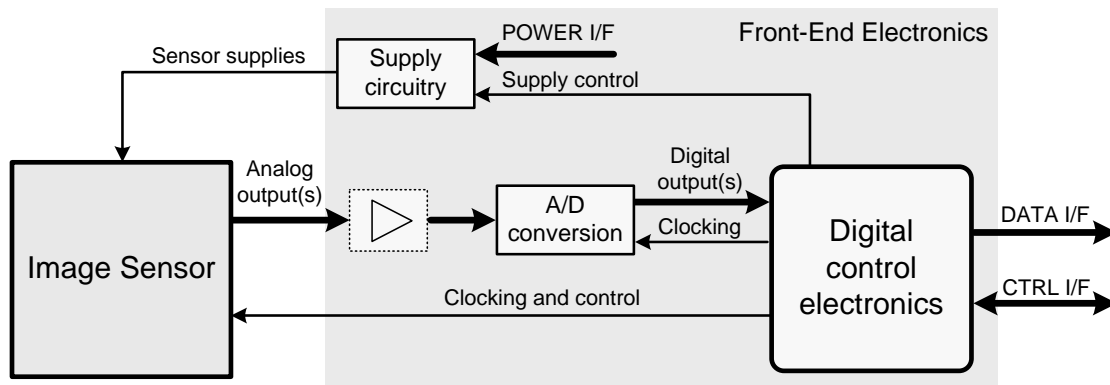 POWER I/F
Front-End Electronics
Sensor supplies
Supply
circuitry
Supply control
Analog
output(s)
Digital
output(s)
A/D
conversion
Clocking
DATA I/F
Image Sensor
Digital
control
electronics
Clocking and control
CTRL I/F